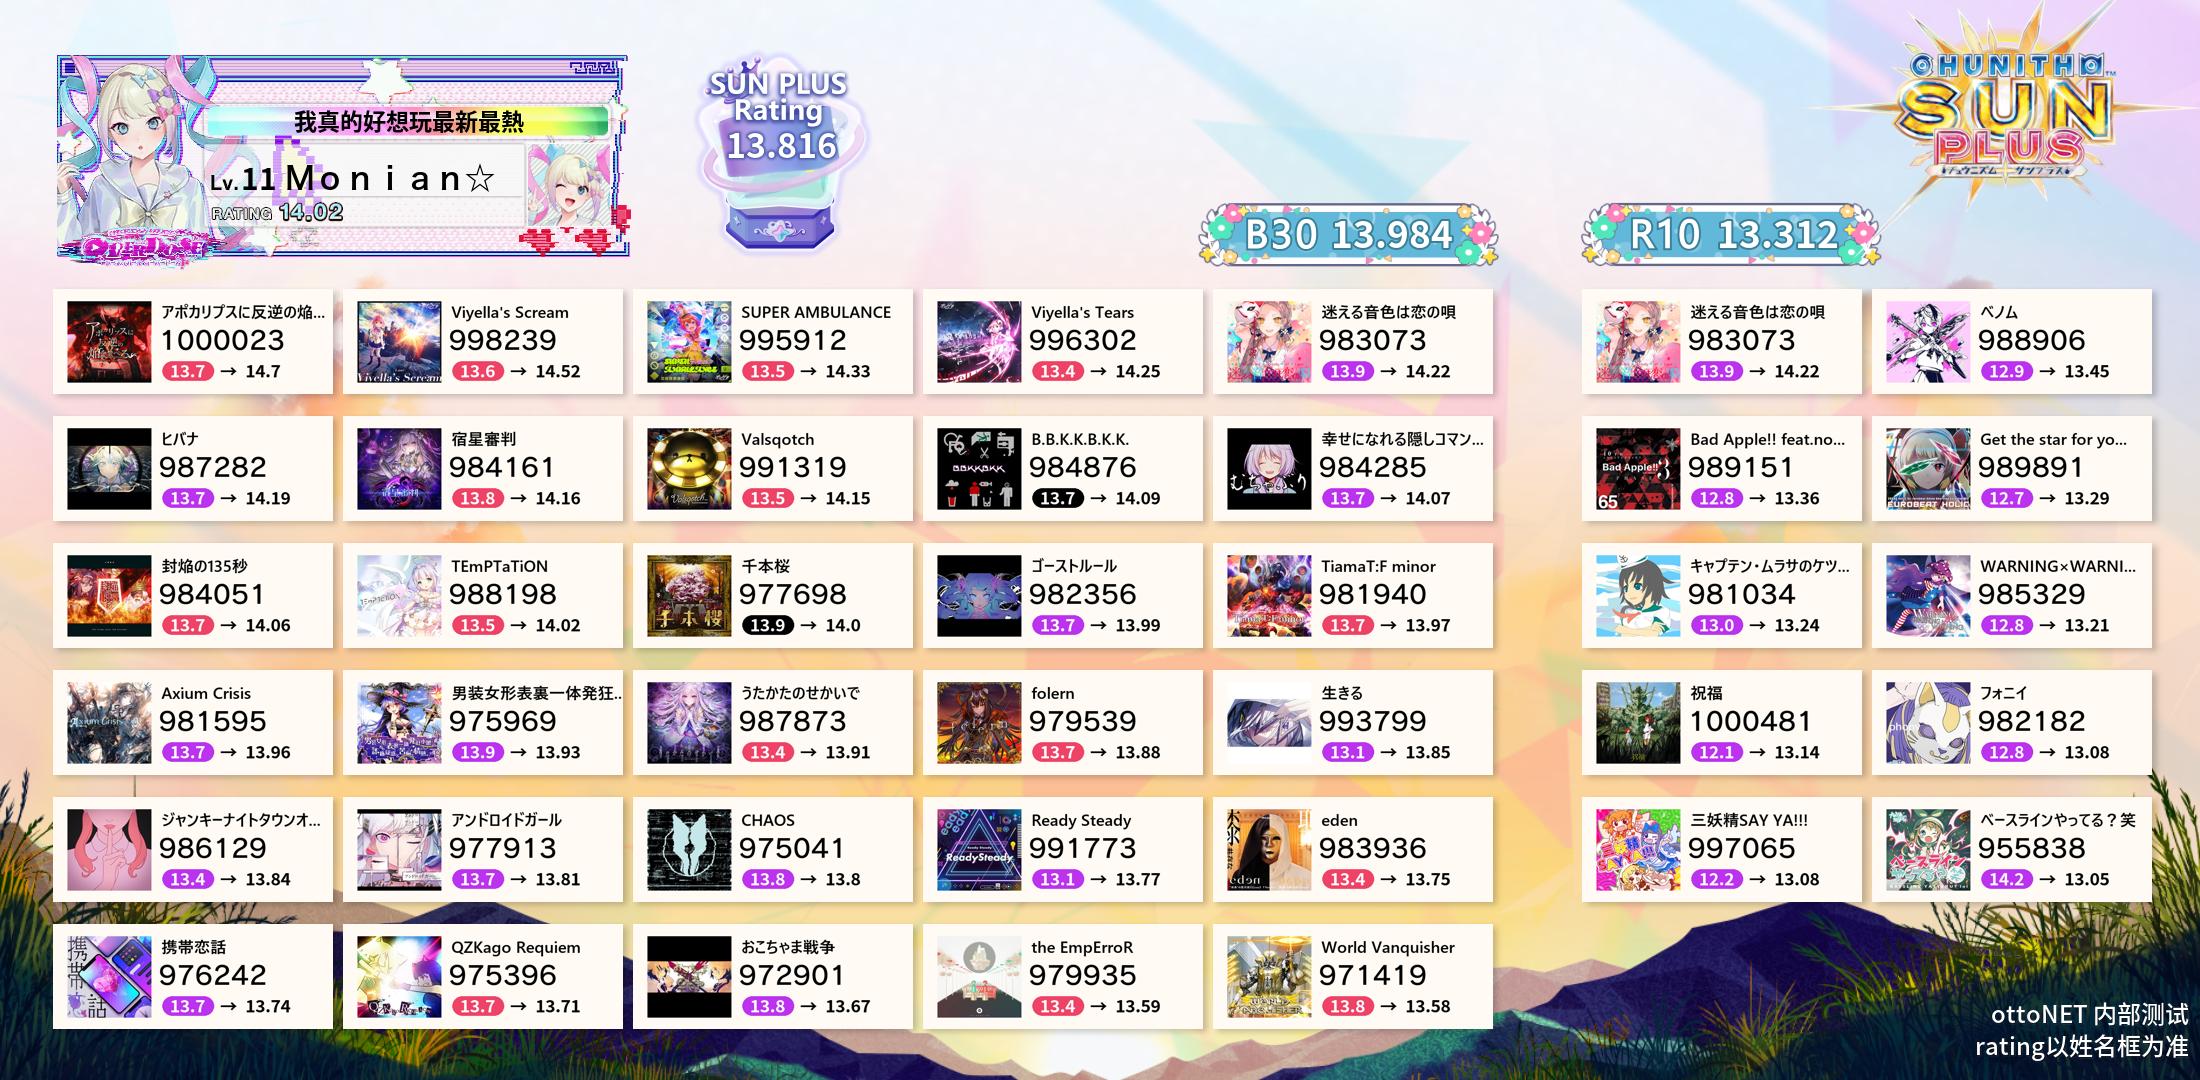 我真的好想玩最新最熱
Lv.11 Monian☆
RATING 14.02
OVERDOSE
SUN PLUS
Rating
13.816
CHUNITHM
SUN
PLUS
チュウニズム サンプラス
B30 13.984
R10 13.312
アポカリプスに反逆の焔...
1000023
13.7 → 14.7
Viyella's Scream
998239
13.6 → 14.52
SUPER AMBULANCE
995912
13.5 → 14.33
Viyella's Tears
996302
13.4 → 14.25
迷える音色は恋の唄
983073
13.9 → 14.22
ヒバナ
987282
13.7 → 14.19
宿星審判
984161
13.8 → 14.16
Valsqotch
991319
13.5 → 14.15
B.B.K.K.B.K.K.
984876
13.7 → 14.09
幸せになれる隠しコマン...
984285
13.7 → 14.07
封焔の135秒
984051
13.7 → 14.06
TEmPTaTiON
988198
13.5 → 14.02
千本桜
977698
13.9 → 14.0
ゴーストルール
982356
13.7 → 13.99
TiamaT:F minor
981940
13.7 → 13.97
Axium Crisis
981595
13.7 → 13.96
男装女形表裏一体発狂..
975969
13.9 → 13.93
うたかたのせかいで
987873
13.4 → 13.91
folern
979539
13.7 → 13.88
生きる
993799
13.1 → 13.85
ジャンキーナイトタウンオ...
986129
13.4 → 13.84
アンドロイドガール
977913
13.7 → 13.81
CHAOS
975041
13.8 → 13.8
Ready Steady
991773
13.1 → 13.77
eden
983936
13.4 → 13.75
携帯恋話
976242
13.7 → 13.74
QZKago Requiem
975396
13.7 → 13.71
おこちゃま戦争
972901
13.8 → 13.67
the EmpErroR
979935
13.4 → 13.59
World Vanquisher
971419
13.8 → 13.58
迷える音色は恋の唄
983073
13.9 → 14.22
ベノム
988906
12.9 → 13.45
Bad Apple!! feat.no...
989151
12.8 → 13.36
Get the star for yo...
989891
12.7 → 13.29
キャプテン・ムラサのケツ...
981034
13.0 → 13.24
WARNING×WARNI...
985329
12.8 → 13.21
祝福
1000481
12.1 → 13.14
フォニイ
982182
12.8 → 13.08
三妖精SAY YA!!!
997065
12.2 → 13.08
ベースラインやってる？笑
955838
14.2 → 13.05
ottoNET 内部测试
rating以姓名框为准